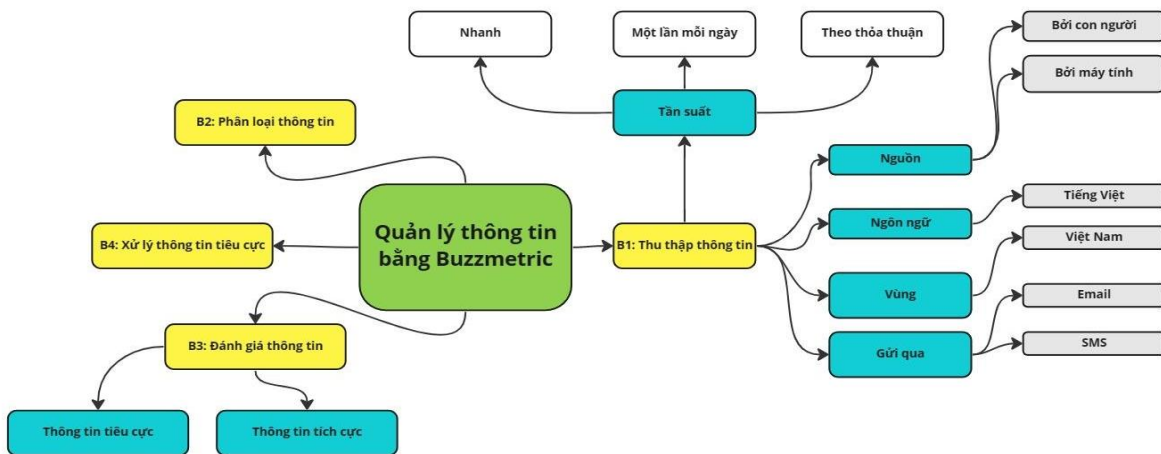 Nhanh
Một lần mỗi ngày
Theo thỏa thuận
Bởi con người
Bởi máy tính
Tần suất
B2: Phân loại thông tin
Nguồn
Tiếng Việt
Ngôn ngữ
Quản lý thông tin
bằng Buzzmetric
B4: Xử lý thông tin tiêu cực
B1: Thu thập thông tin
Việt Nam
Vùng
Email
B3: Đánh giá thông tin
Gửi qua
SMS
Thông tin tiêu cực
Thông tin tích cực